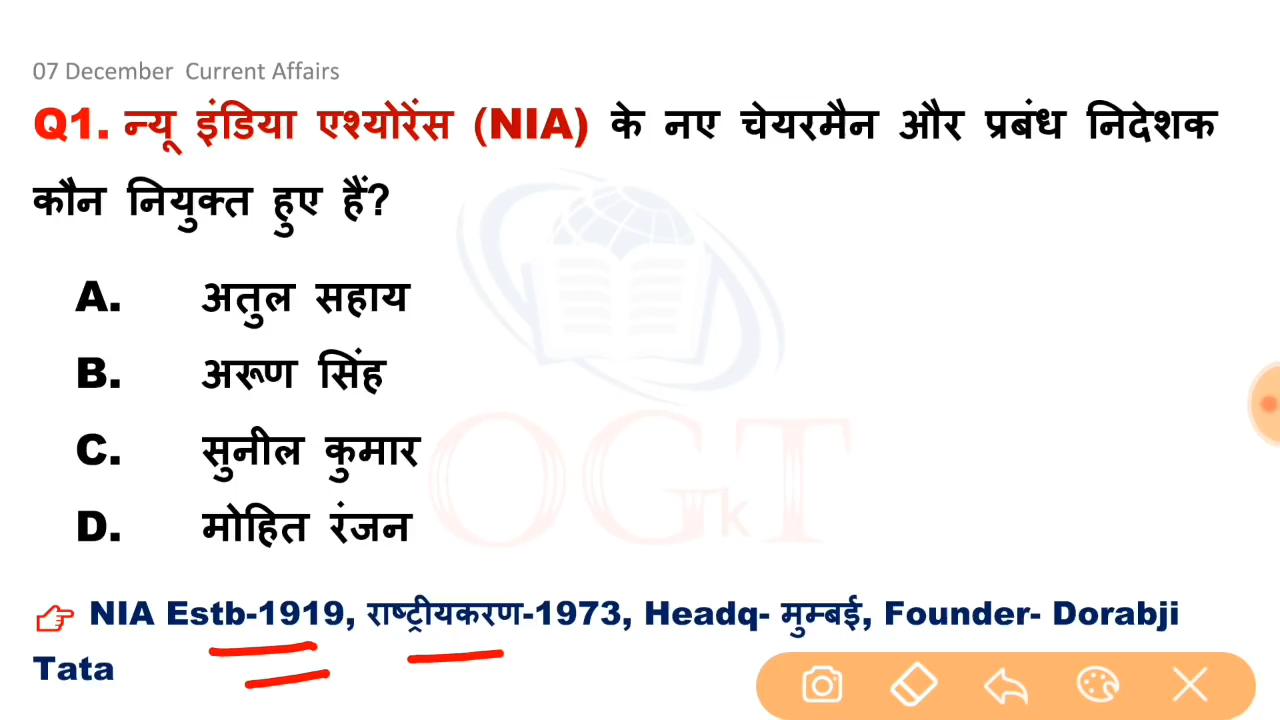 07 December Current Affairs
Q1. न्यू इंडिया एश्योरेंस (NIA) के नए चेयरमैन और प्रबंध निदेशक
कौन नियुक्त हुए हैं?
A. अतुल सहाय
B. अरूण सिंह
C. सुनील कुमार
D. मोहित रंजन
NIA Estb-1919, राष्ट्रीयकरण-1973, Headq- मुम्बई, Founder- Dorabji
Tata
OGkT